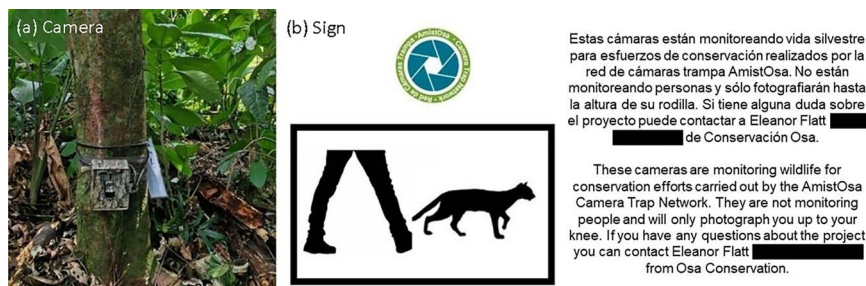 (a) Camera
(b) Sign
AmistOsa • Camera Trap Network • Red de Cámaras Trampa •
Estas cámaras están monitoreando vida silvestre
para esfuerzos de conservación realizados por la
red de cámaras trampa AmistOsa. No están
monitoreando personas y sólo fotografiarán hasta
la altura de su rodilla. Si tiene alguna duda sobre
el proyecto puede contactar a Eleanor Flatt
de Conservación Osa.
These cameras are monitoring wildlife for
conservation efforts carried out by the AmistOsa
Camera Trap Network. They are not monitoring
people and will only photograph you up to your
knee. If you have any questions about the project
you can contact Eleanor Flatt
from Osa Conservation.